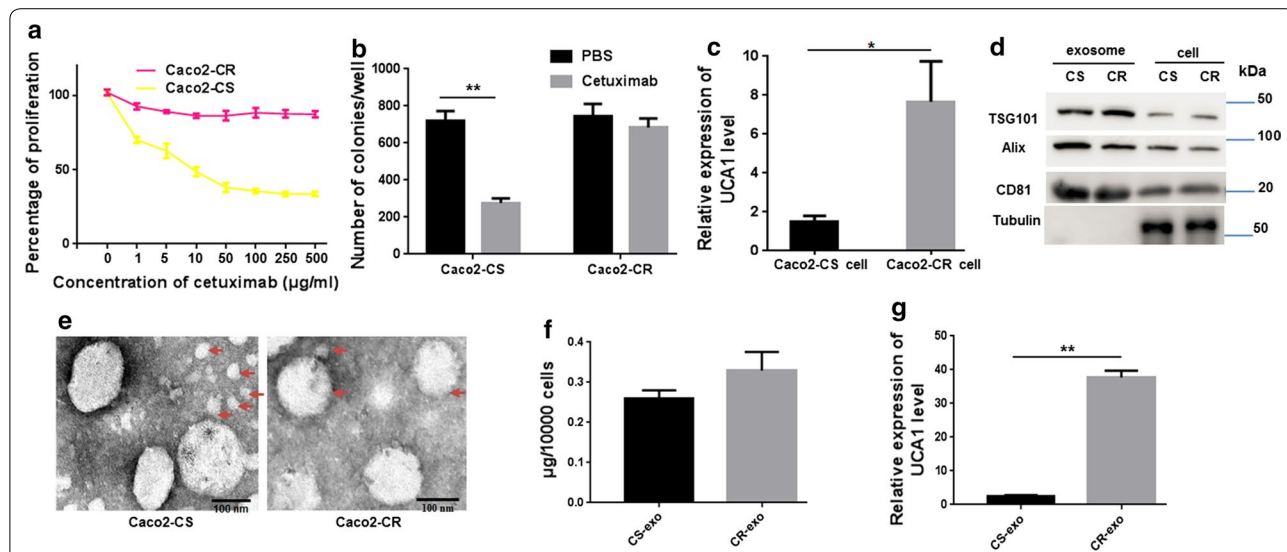 a
Caco2-CR
Caco2-CS
Percentage of proliferation
100
50
0
0 1 5 10 50 100 250 500
Concentration of cetuximab (µg/ml)
b
PBS
Cetuximab
Number of colonies/well
1000
800
600
400
200
0
**
Caco2-CS Caco2-CR
c
Relative expression of
UCA1 level
10
8
6
4
2
0
*
Caco2-CS cell Caco2-CR cell
d
exosome cell
CS CR CS CR kDa
TSG101 50
Alix 100
CD81 20
Tubulin 50
e
100 nm
100 nm
Caco2-CS Caco2-CR
f
µg/10000 cells
0.4
0.3
0.2
0.1
0.0
CS-exo CR-exo
g
Relative expression of
UCA1 level
50
40
30
20
10
0
**
CS-exo CR-exo